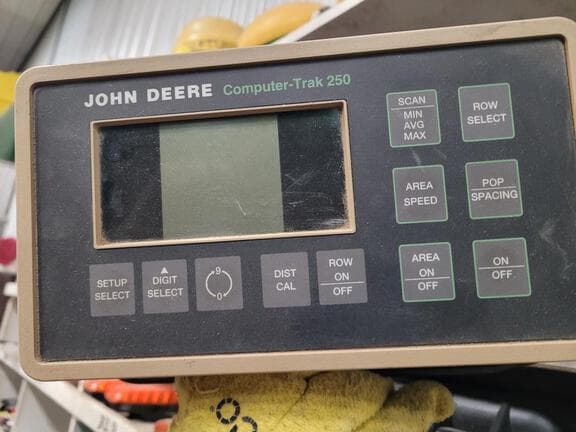 JOHN DEERE Computer-Trak 250
SCAN
MIN
AVG
MAX
ROW
SELECT
AREA
SPEED
POP
SPACING
SETUP
SELECT
DIGIT
SELECT
9
0
DIST
CAL
ROW
ON
OFF
AREA
ON
OFF
ON
OFF